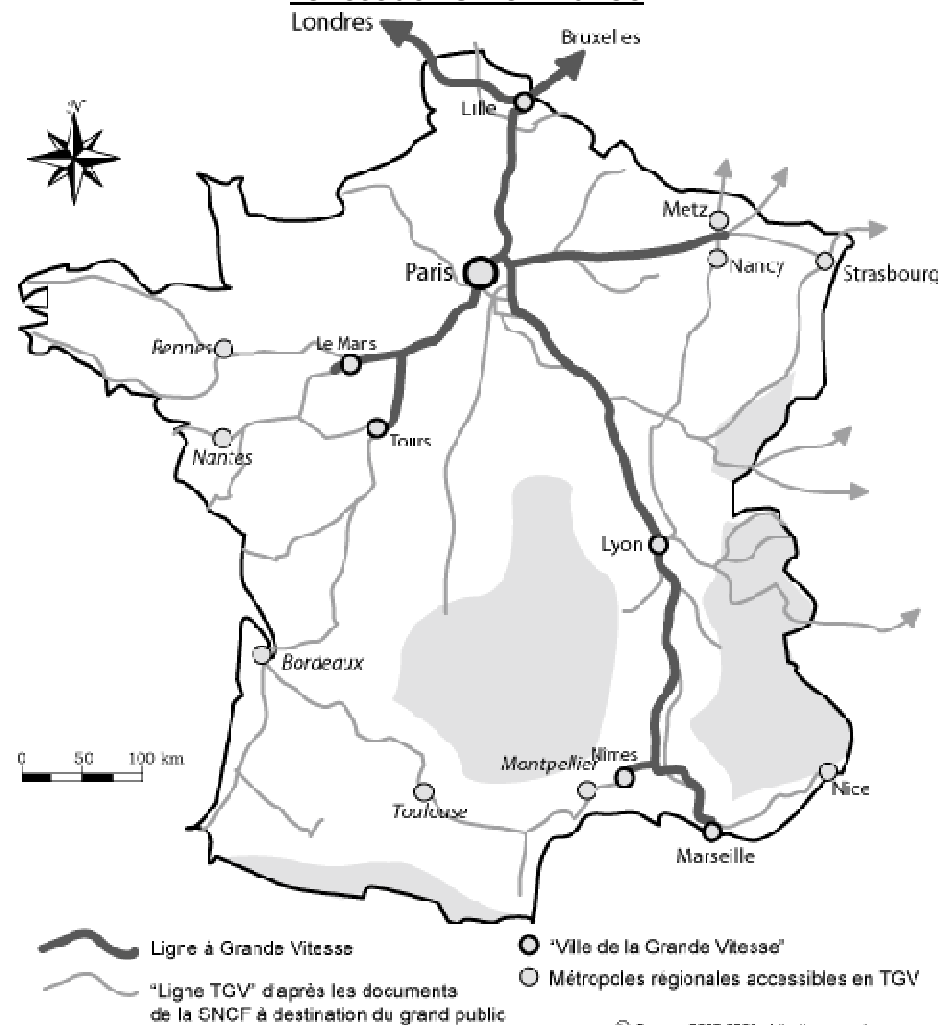 Londres
Bruxelles
N
Lille
Metz
Paris
Nancy
Strasbourg
Rennes
Le Mars
Tours
Nantes
Lyon
Bordeaux
0 50 100 km
Montpellier
Nîmes
Nice
Toulouse
Marseille
Ligne à Grande Vitesse
"Ville de la Grande Vitesse"
"Ligne TGV" d'après les documents
de la SNCF à destination du grand public
Métropoles régionales accessibles en TGV